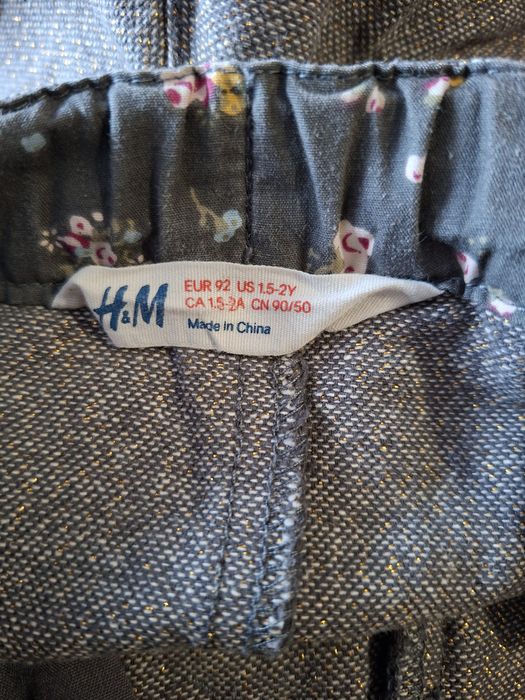 H&M
EUR 92 US 1.5-2Y
CA 1.5-2A CN 90/50
Made in China